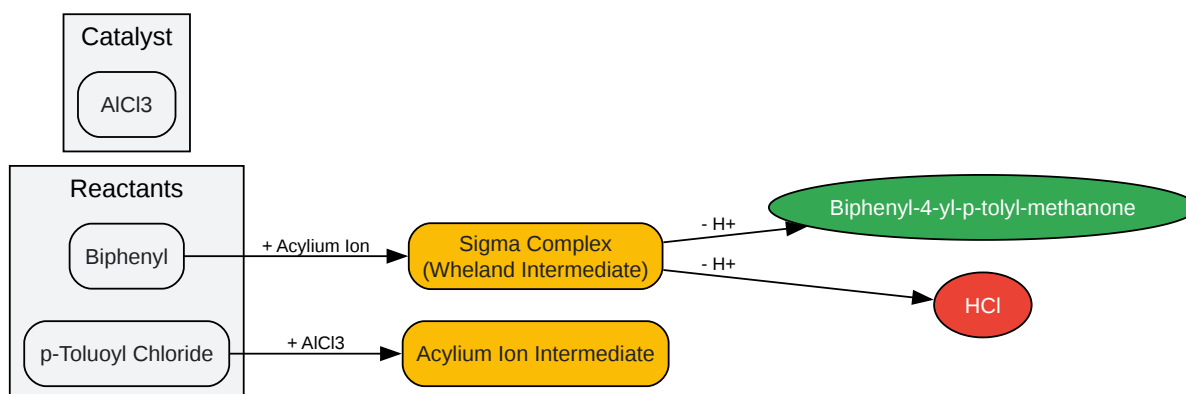 Catalyst
AlCl3
Reactants
Biphenyl
+ Acylium Ion
Sigma Complex
(Wheland Intermediate)
- H+
Biphenyl-4-yl-p-tolyl-methanone
- H+
HCl
p-Toluoyl Chloride
+ AlCl3
Acylium Ion Intermediate